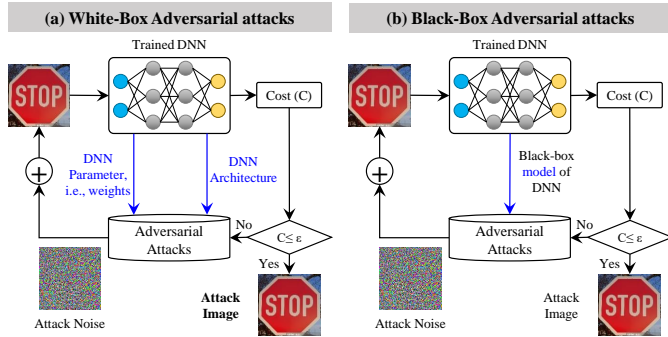 (a) White-Box Adversarial attacks
Trained DNN
STOP
Cost (C)
DNN
Parameter,
i.e., weights
DNN
Architecture
+
Adversarial
Attacks
No
C≤ ε
Yes
Attack Noise
Attack
Image
STOP
(b) Black-Box Adversarial attacks
Trained DNN
STOP
Cost (C)
Black-box
model of
DNN
+
Adversarial
Attacks
No
C≤ ε
Yes
Attack Noise
Attack
Image
STOP